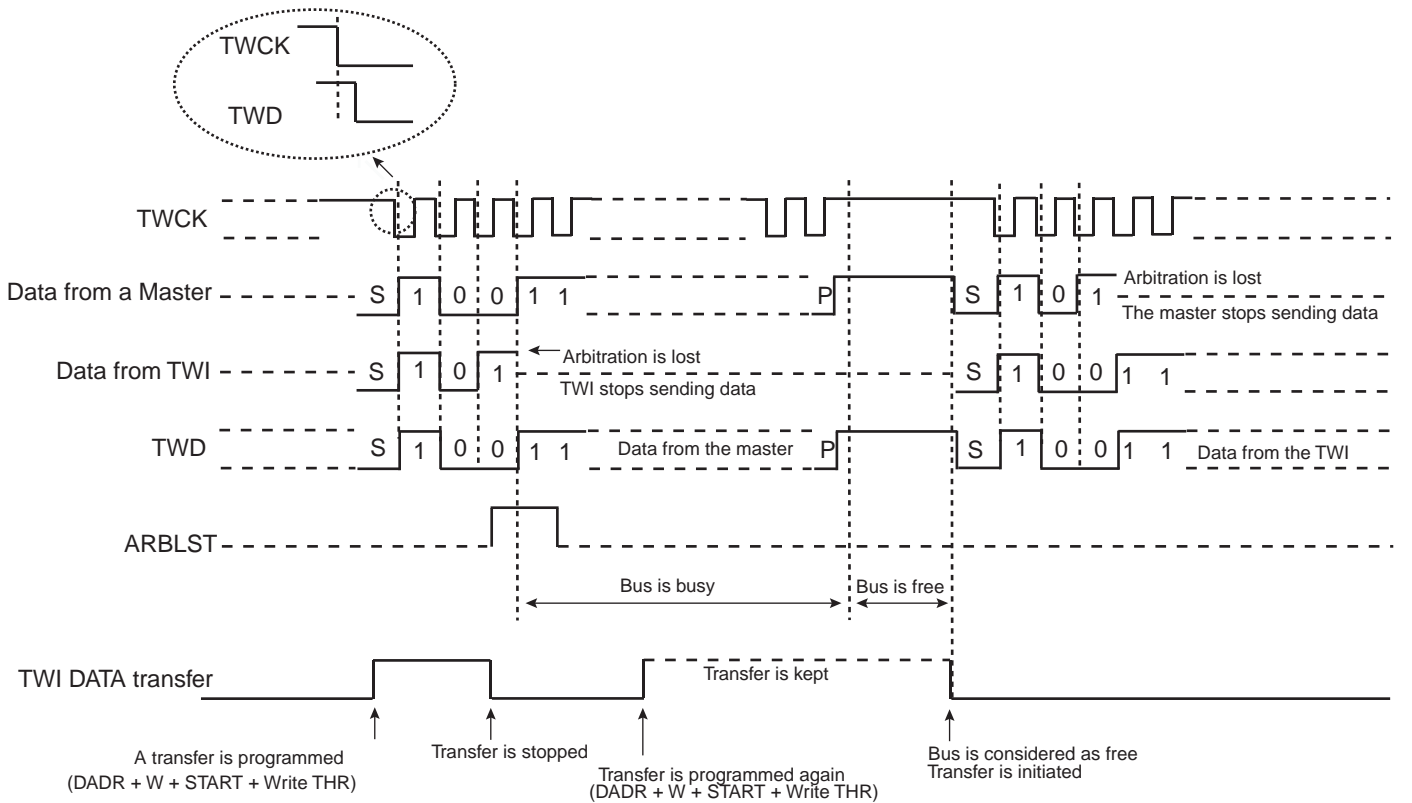 TWCK
TWD
TWCK
Data from a Master S 1 0 0 1 1 P S 1 0 1 Arbitration is lost
The master stops sending data
Data from TWI S 1 0 1 Arbitration is lost S 1 0 0 1 1
TWI stops sending data
TWD S 1 0 0 1 1 Data from the master P S 1 0 0 1 1 Data from the TWI
ARBLST
Bus is busy Bus is free
TWI DATA transfer Transfer is kept
A transfer is programmed
(DADR + W + START + Write THR)
Transfer is stopped
Transfer is programmed again
(DADR + W + START + Write THR)
Bus is considered as free
Transfer is initiated